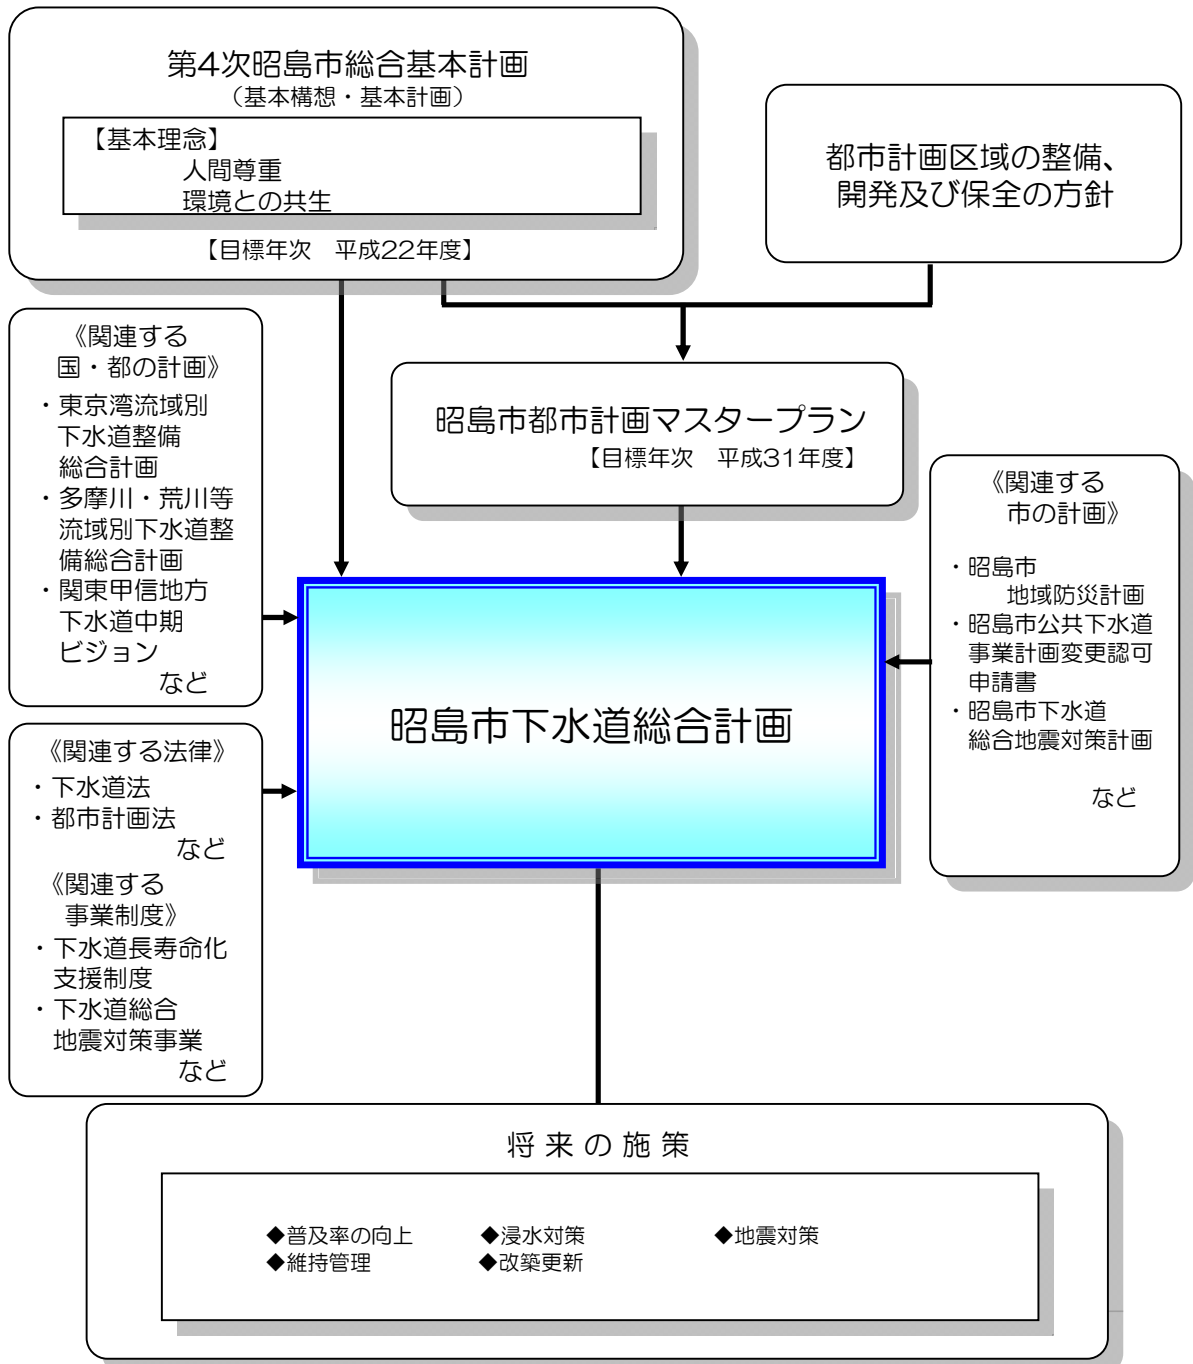 第4次昭島市総合基本計画
（基本構想・基本計画）
【基本理念】
人間尊重
環境との共生
【目標年次　平成22年度】
都市計画区域の整備、
開発及び保全の方針
《関連する
国・都の計画》
・東京湾流域別
下水道整備
総合計画
・多摩川・荒川等
流域別下水道整
備総合計画
・関東甲信地方
下水道中期
ビジョン
など
昭島市都市計画マスタープラン
【目標年次　平成31年度】
《関連する
市の計画》
・昭島市
地域防災計画
・昭島市公共下水道
事業計画変更認可
申請書
・昭島市下水道
総合地震対策計画
など
昭島市下水道総合計画
《関連する法律》
・下水道法
・都市計画法
など
《関連する
事業制度》
・下水道長寿命化
支援制度
・下水道総合
地震対策事業
など
将来の施策
◆普及率の向上　◆浸水対策　◆地震対策
◆維持管理　◆改築更新